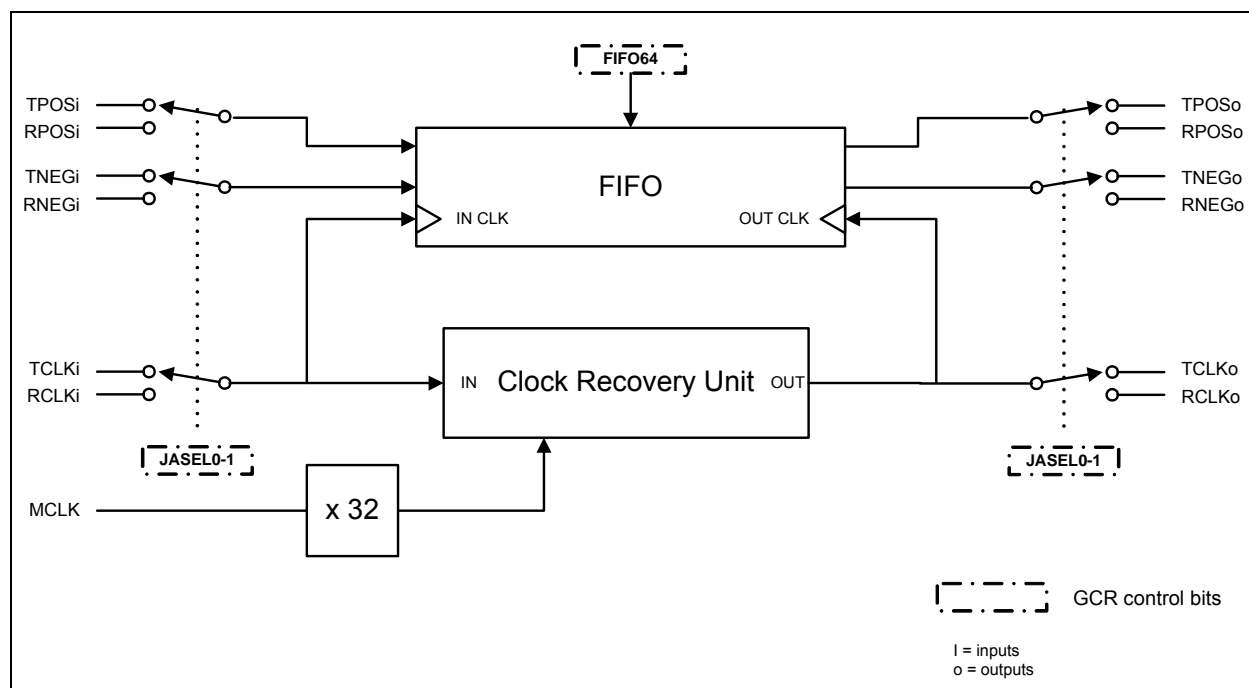 FIFO64
TPOSi
RPOSi
TNEGi
RNEGi
FIFO
IN CLK
OUT CLK
TPOSo
RPOSo
TNEGo
RNEGo
TCLKi
RCLKi
IN
Clock Recovery Unit
OUT
TCLKo
RCLKo
JASEL0-1
JASEL0-1
MCLK
x 32
GCR control bits
I = inputs
o = outputs